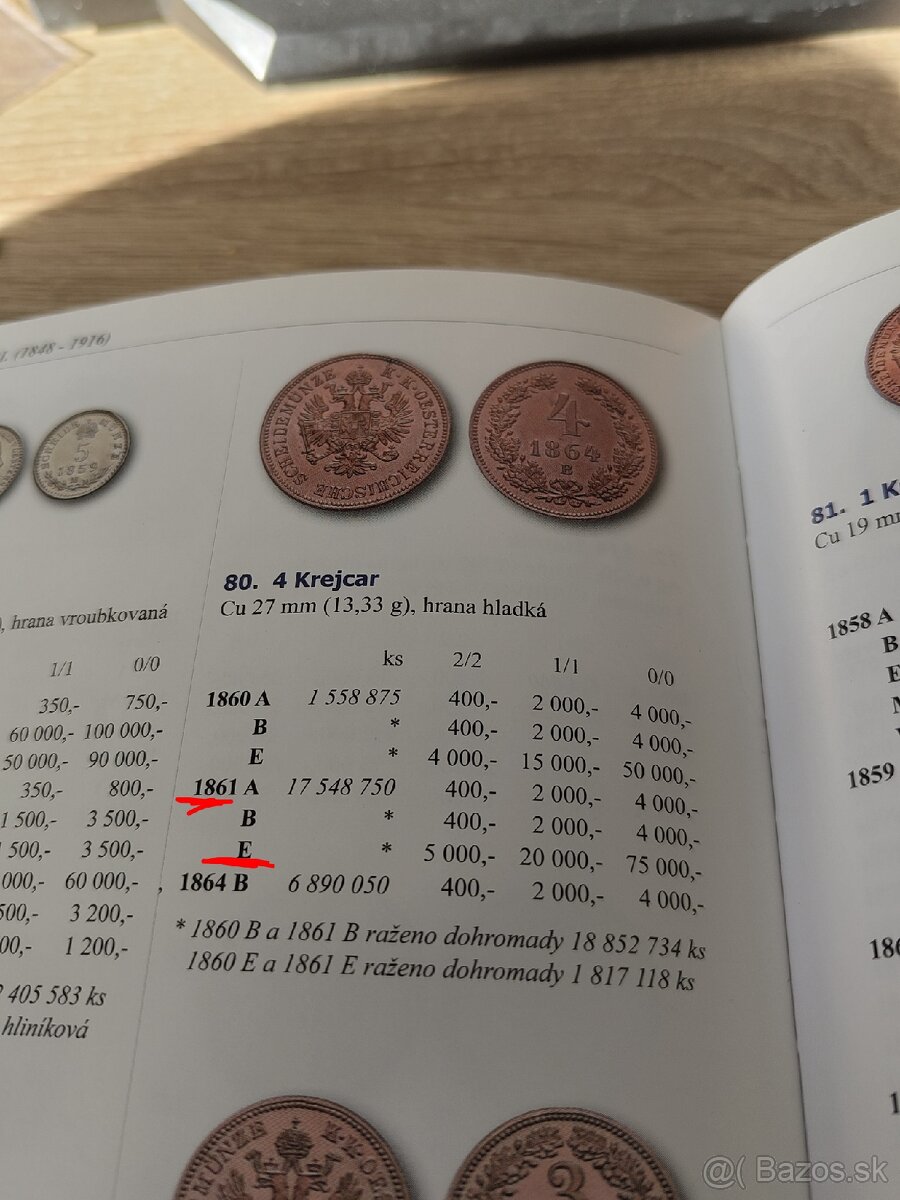 I. (1848 - 1916)
5
1859
SCHEIDEMÜNZE K·K·OESTERREICHISCHE
4
1864
B
80. 4 Krejcar
Cu 27 mm (13,33 g), hrana hladká
ks 2/2 1/1 0/0
1860 A 1 558 875 400,- 2 000,- 4 000,-
B * 400,- 2 000,- 4 000,-
E * 4 000,- 15 000,- 50 000,-
1861 A 17 548 750 400,- 2 000,- 4 000,-
B * 400,- 2 000,- 4 000,-
E * 5 000,- 20 000,- 75 000,-
1864 B 6 890 050 400,- 2 000,- 4 000,-
* 1860 B a 1861 B raženo dohromady 18 852 734 ks
1860 E a 1861 E raženo dohromady 1 817 118 ks
), hrana vroubkovaná
1/1 0/0
350,- 750,-
60 000,- 100 000,-
50 000,- 90 000,-
350,- 800,-
1 500,- 3 500,-
500,- 3 500,-
000,- 60 000,-
500,- 3 200,-
00,- 1 200,-
405 583 ks
hliníková
81. 1 K
Cu 19 m
1858 A
B
E
1859
186
1
MÜNZE K·K·O
@( Bazos.sk